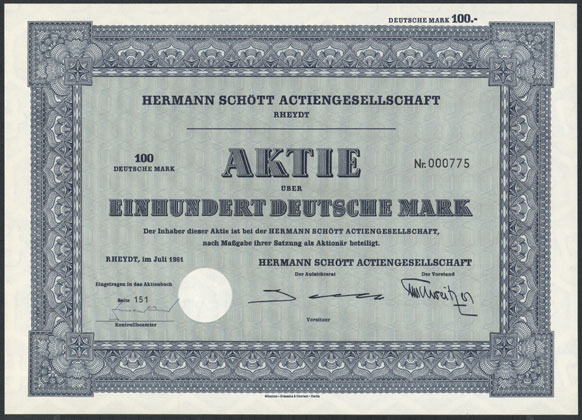 DEUTSCHE MARK 100.-
HERMANN SCHÖTT ACTIENGESELLSCHAFT
RHEYDT
100
DEUTSCHE MARK
AKTIE
Nr. 000775
ÜBER
EINHUNDERT DEUTSCHE MARK
Der Inhaber dieser Aktie ist bei der HERMANN SCHÖTT ACTIENGESELLSCHAFT,
nach Maßgabe ihrer Satzung als Aktionär beteiligt.
RHEYDT, im Juli 1961
HERMANN SCHÖTT ACTIENGESELLSCHAFT
Der Aufsichtsrat
Der Vorstand
Eingetragen in das Aktienbuch
Seite 151
Kontrollbeamter
Vorsitzer